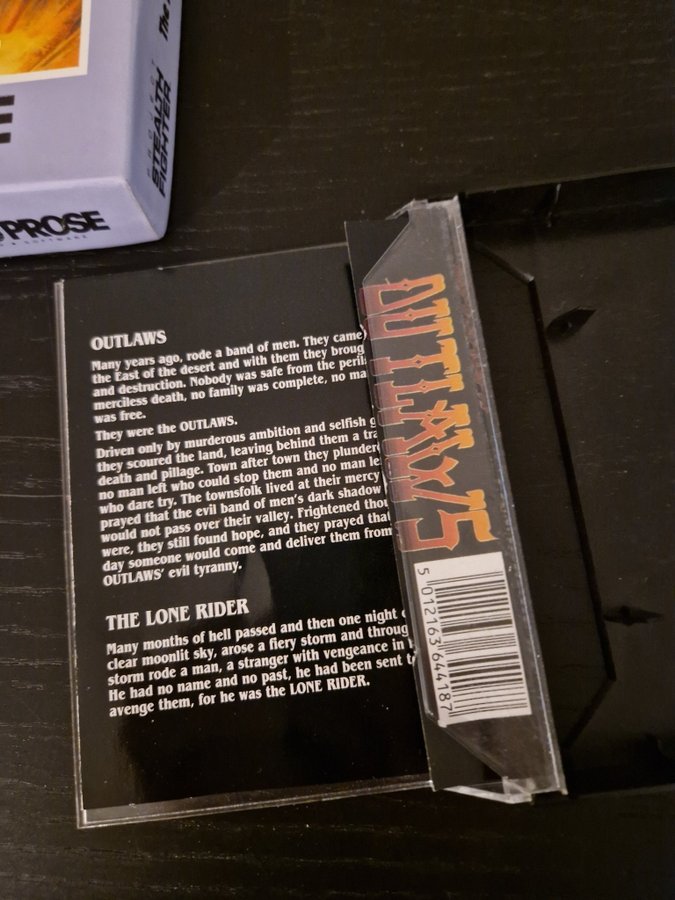 The
PROJECT
STEALTH
FIGHTER
PROSE
SOFTWARE
OUTLAWS
Many years ago, rode a band of men. They came
the East of the desert and with them they broug
and destruction. Nobody was safe from the peril
merciless death, no family was complete, no ma
was free.
They were the OUTLAWS.
Driven only by murderous ambition and selfish g
they scoured the land, leaving behind them a tra
death and pillage. Town after town they plunder
no man left who could stop them and no man le
who dare try. The townsfolk lived at their mercy
prayed that the evil band of men's dark shadow
would not pass over their valley. Frightened thou
were, they still found hope, and they prayed that
day someone would come and deliver them from
OUTLAWS' evil tyranny.
THE LONE RIDER
Many months of hell passed and then one night
clear moonlit sky, arose a fiery storm and throug
storm rode a man, a stranger with vengeance in
He had no name and no past, he had been sent t
avenge them, for he was the LONE RIDER.
OUTLAWS
5 012163 644187